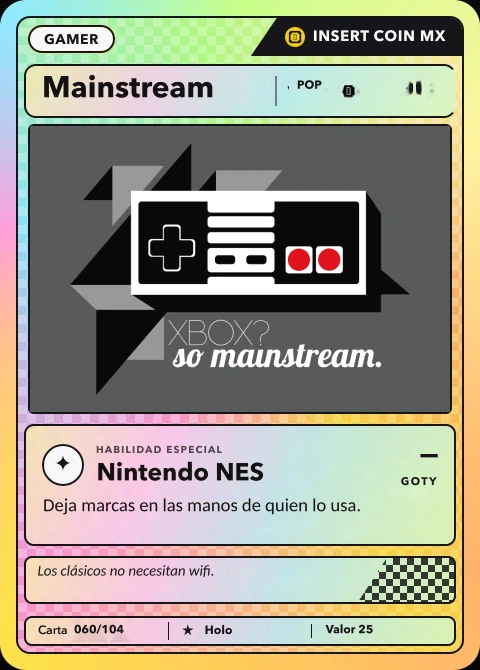 GAMER
INSERT COIN MX
Mainstream
POP
XBOX?
so mainstream.
HABILIDAD ESPECIAL
Nintendo NES
GOTY
Deja marcas en las manos de quien lo usa.
Los clásicos no necesitan wifi.
Carta 060/104 ★ Holo Valor 25